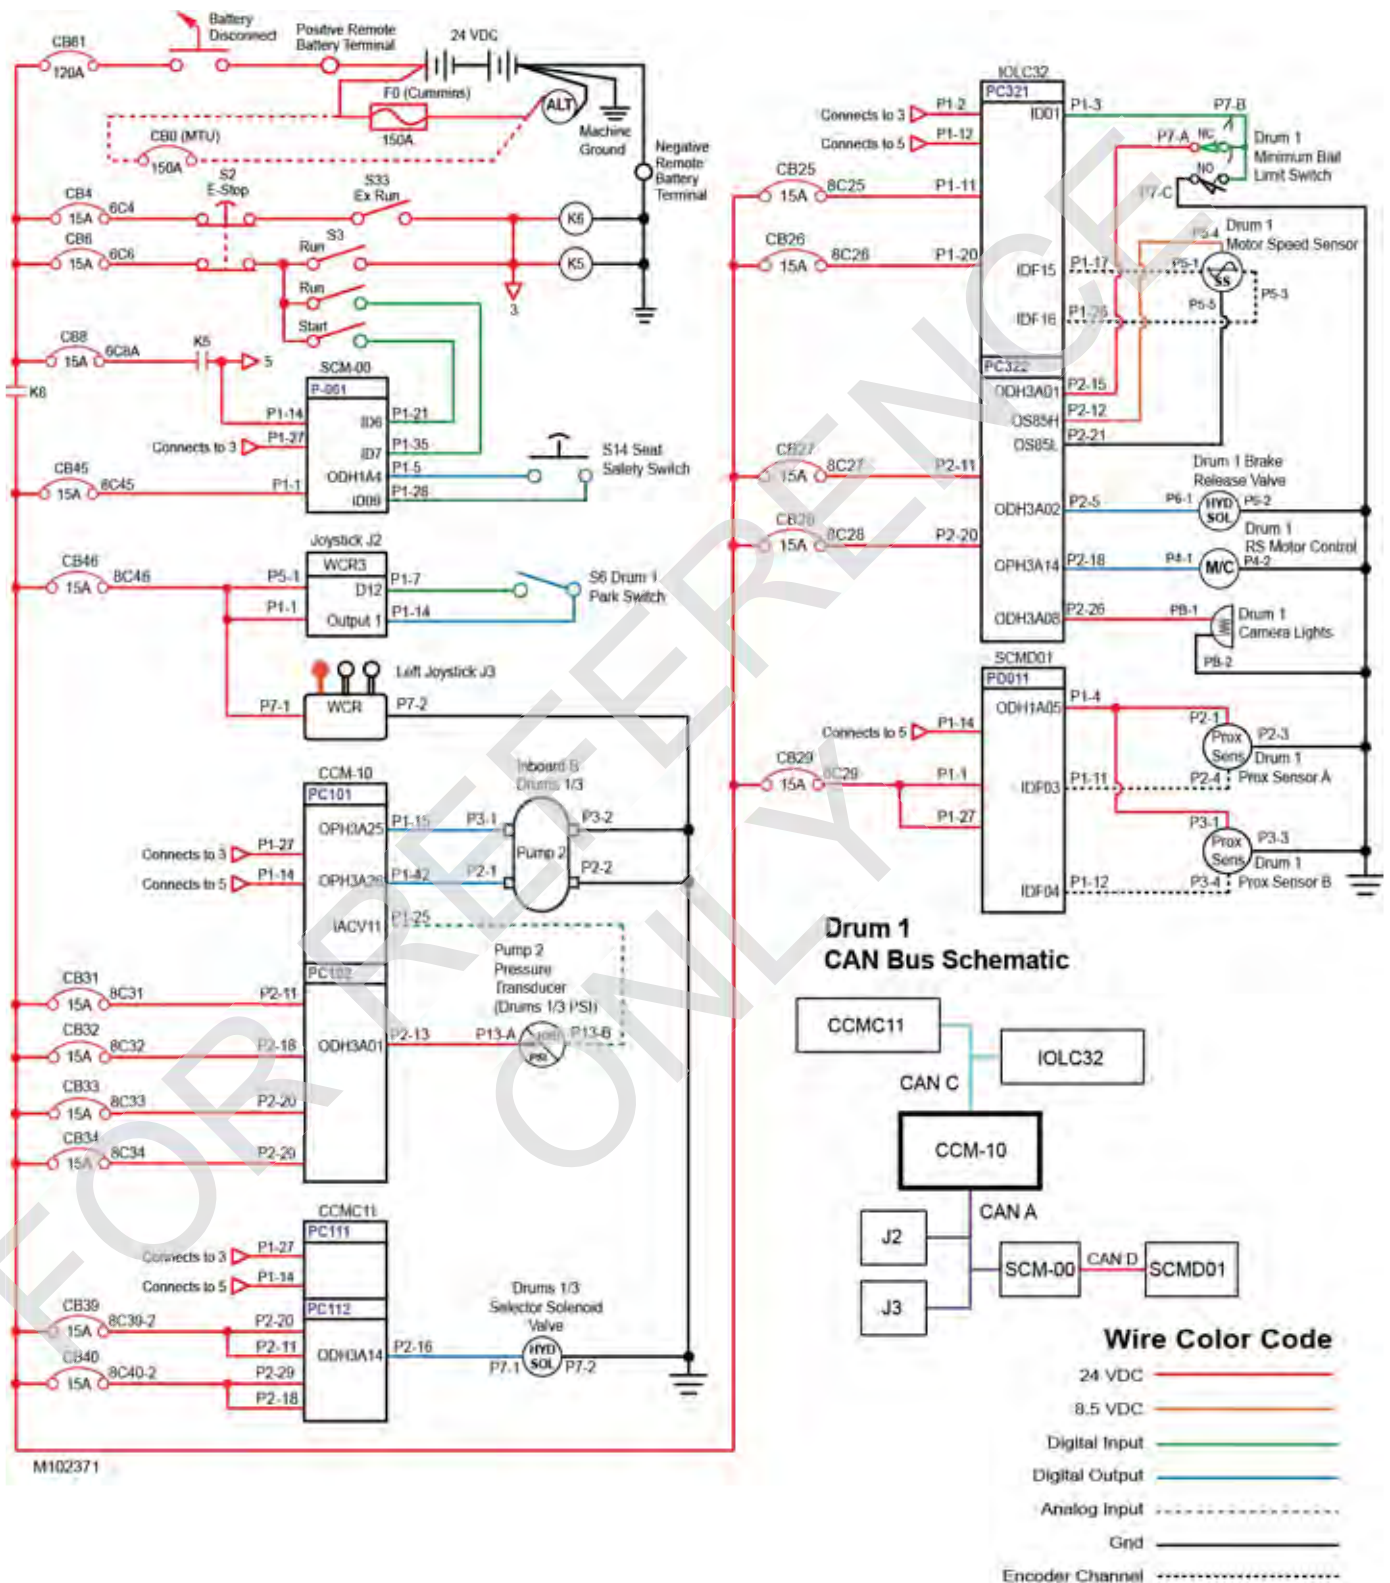 Battery
Disconnect
CB61
120A
Positive Remote
Battery Terminal
24 VDC
F0 (Cummins)
150A
ALT
Machine
Ground
CB0 (MTU)
150A
Negative
Remote
Battery
Terminal
S2
E-Stop
S33
Ex Run
CB4
15A
6C4
K6
CB6
15A
6C6
Run
S3
K5
Run
3
Start
CB8
15A
6C8A
K5
5
K6
SCM-00
P-001
P1-14
ID6
P1-21
Connects to 3
P1-27
ID7
P1-35
CB45
15A
8C45
P1-1
ODH1A4
P1-5
ID09
P1-28
S14 Seat
Safety Switch
Joystick J2
WCR3
CB46
15A
8C46
P5-1
D12
P1-7
P1-1
Output 1
P1-14
S6 Drum 1
Park Switch
Left Joystick J3
P7-1
WCR
P7-2
CCM-10
PC101
Inboard B
Drums 1/3
OPH3A25
P1-15
P3-1
P3-2
Connects to 3
P1-27
Pump 2
Connects to 5
P1-14
OPH3A26
P1-42
P2-1
P2-2
IACV11
P1-25
PC102
Pump 2
Pressure
Transducer
(Drums 1/3 PSI)
CB31
15A
8C31
P2-11
CB32
15A
8C32
P2-18
ODH3A01
P2-13
P13-A
PSI
P13-B
CB33
15A
8C33
P2-20
CB34
15A
8C34
P2-29
CCMC11
PC111
Connects to 3
P1-27
Connects to 5
P1-14
PC112
CB39
15A
8C39-2
P2-20
P2-11
CB40
15A
8C40-2
P2-29
P2-18
ODH3A14
P2-16
Drums 1/3
Selector Solenoid
Valve
P7-1
HYD
SOL
P7-2
M102371
IOLC32
PC321
Connects to 3
P1-2
ID01
P1-3
P7-B
Connects to 5
P1-12
P7-A
NC
NO
P7-C
Drum 1
Minimum Bail
Limit Switch
CB25
15A
8C25
P1-11
CB26
15A
8C26
P1-20
P5-4
Drum 1
Motor Speed Sensor
IDF15
P1-17
P5-1
SS
P5-3
IDF16
P1-26
P5-5
PC322
ODH3A01
P2-15
OS85H
P2-12
OS85L
P2-21
CB27
15A
8C27
P2-11
Drum 1 Brake
Release Valve
ODH3A02
P2-5
P6-1
HYD
SOL
P6-2
CB28
15A
8C28
P2-20
Drum 1
RS Motor Control
OPH3A14
P2-18
P4-1
M/C
P4-2
ODH3A08
P2-26
P8-1
Drum 1
Camera Lights
P8-2
SCMD01
PD011
ODH1A05
P1-4
Connects to 5
P1-14
P2-1
Prox
Sens
P2-3
Drum 1
Prox Sensor A
CB29
15A
8C29
P1-1
IDF03
P1-11
P2-4
P1-27
P3-1
Prox
Sens
P3-3
Drum 1
Prox Sensor B
IDF04
P1-12
P3-4
Drum 1
CAN Bus Schematic
CCMC11
IOLC32
CAN C
CCM-10
CAN A
J2
SCM-00
CAN D
SCMD01
J3
Wire Color Code
24 VDC
8.5 VDC
Digital Input
Digital Output
Analog Input
Gnd
Encoder Channel
FOR REFERENCE
ONLY